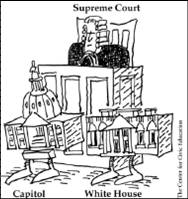 Supreme Court
The Center for Civic Education
Capitol
White House